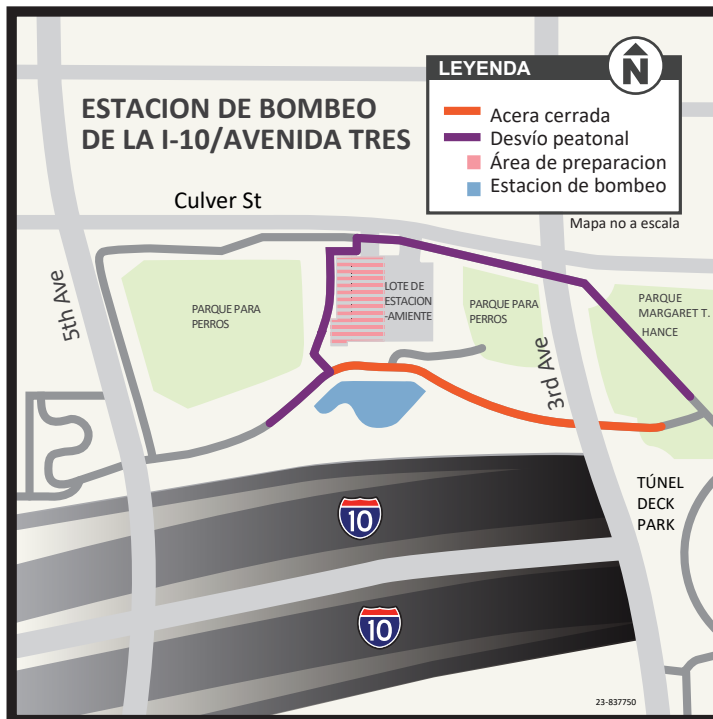 LEYENDA
N
Acera cerrada
Desvío peatonal
Área de preparacion
Estacion de bombeo
Mapa no a escala
ESTACION DE BOMBEO
DE LA I-10/AVENIDA TRES
Culver St
5th Ave
3rd Ave
PARQUE PARA
PERROS
LOTE DE
ESTACION
-AMIENTE
PARQUE PARA
PERROS
PARQUE
MARGARET T.
HANCE
TÚNEL
DECK
PARK
10
10
23-837750